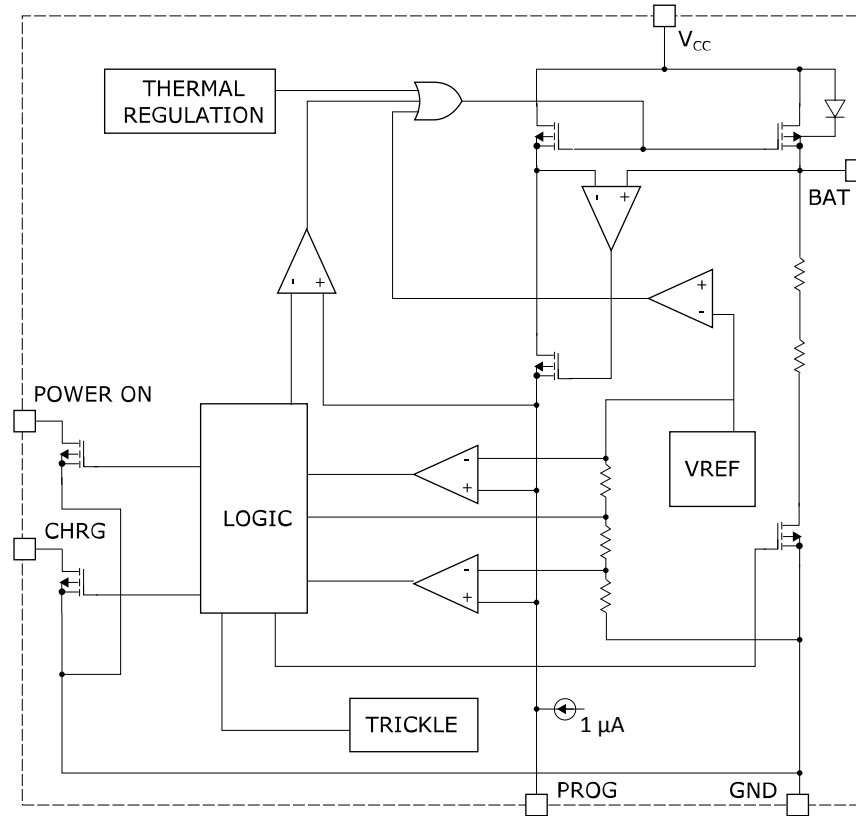 V_CC
THERMAL
REGULATION
- +
BAT
- +
+
-
POWER ON
-
+
VREF
LOGIC
CHRG
-
+
TRICKLE
1 μA
PROG
GND